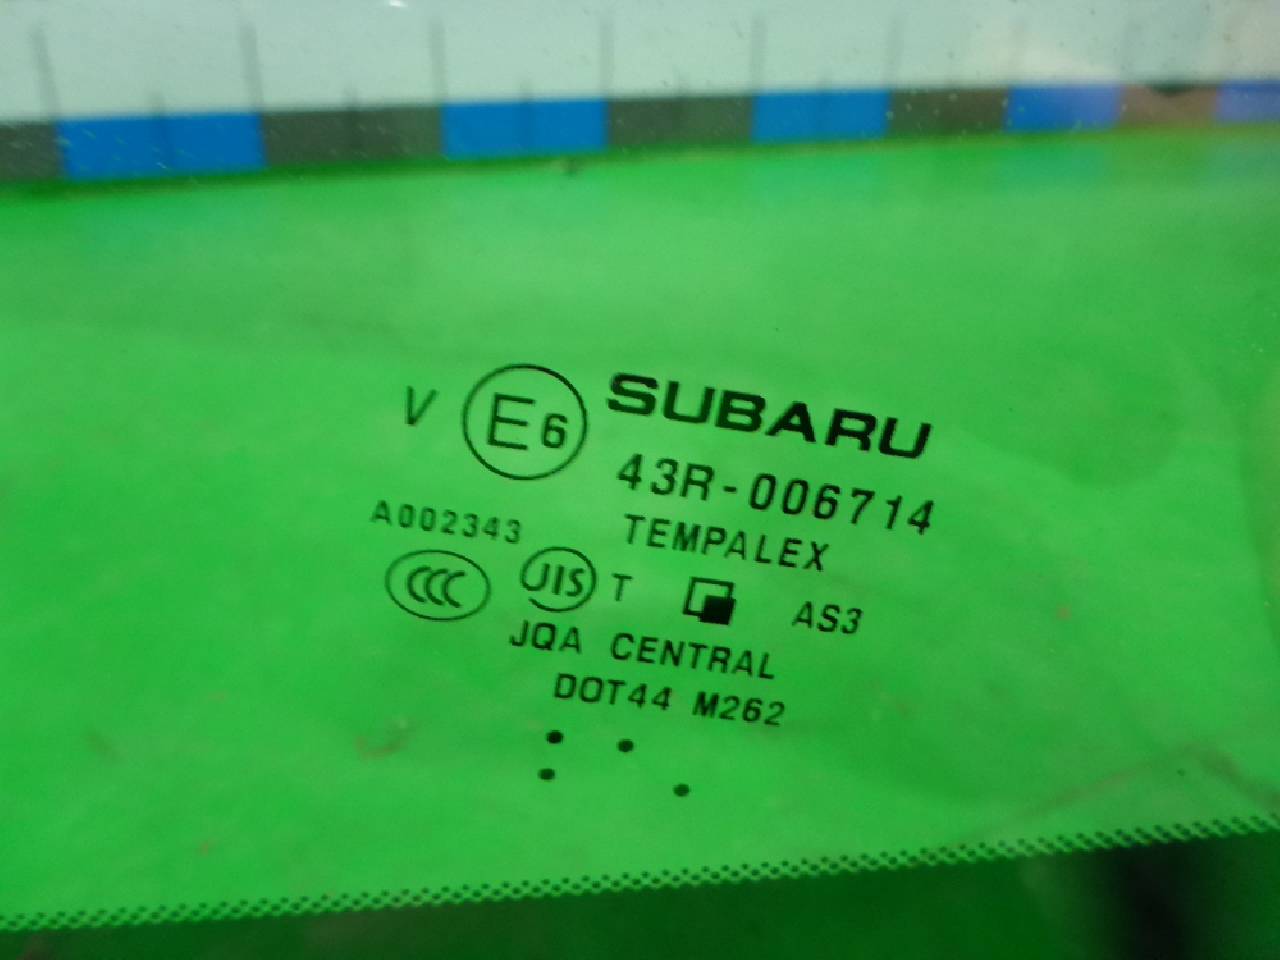 V E6 SUBARU
43R-006714
A002343 TEMPALEX
CCC JIS T AS3
JQA CENTRAL
DOT44 M262